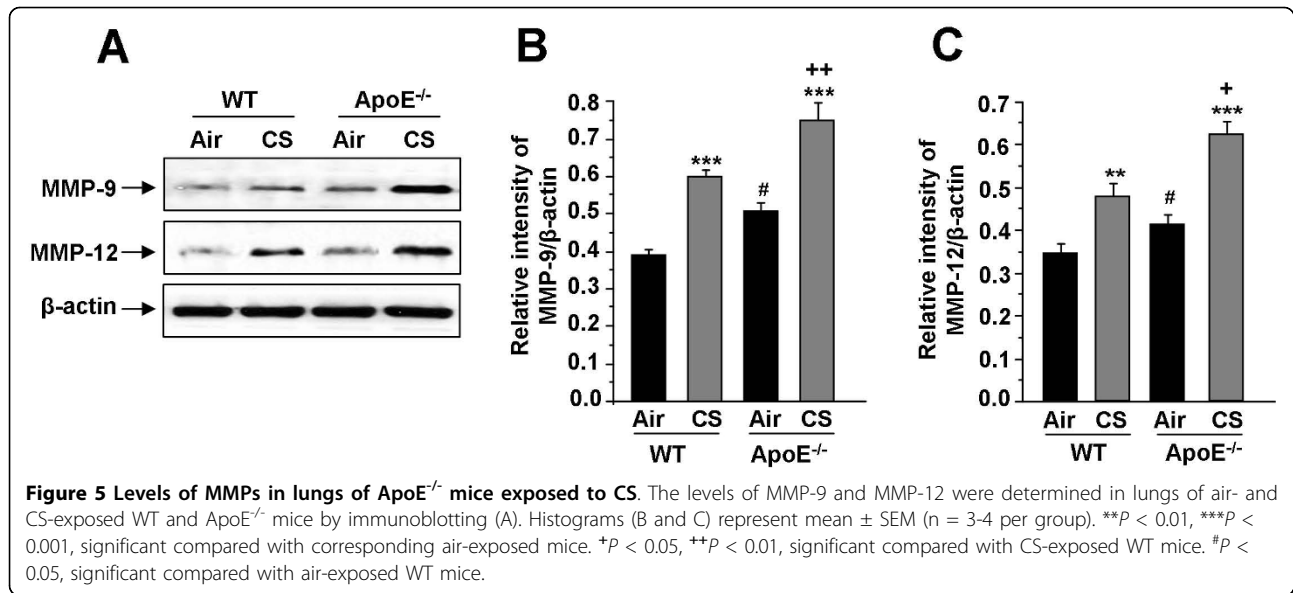 A
WT ApoE-/-
Air CS Air CS
MMP-9
MMP-12
β-actin
B
Relative intensity of
MMP-9/β-actin
0.8
0.7
0.6
0.5
0.4
0.3
0.2
0.1
0.0
***
#
++
***
Air CS Air CS
WT ApoE-/-
C
Relative intensity of
MMP-12/β-actin
0.7
0.6
0.5
0.4
0.3
0.2
0.1
0.0
**
#
+
***
Air CS Air CS
WT ApoE-/-
Figure 5 Levels of MMPs in lungs of ApoE-/- mice exposed to CS. The levels of MMP-9 and MMP-12 were determined in lungs of air- and
CS-exposed WT and ApoE-/- mice by immunoblotting (A). Histograms (B and C) represent mean ± SEM (n = 3-4 per group). **P < 0.01, ***P <
0.001, significant compared with corresponding air-exposed mice. +P < 0.05, ++P < 0.01, significant compared with CS-exposed WT mice. #P <
0.05, significant compared with air-exposed WT mice.